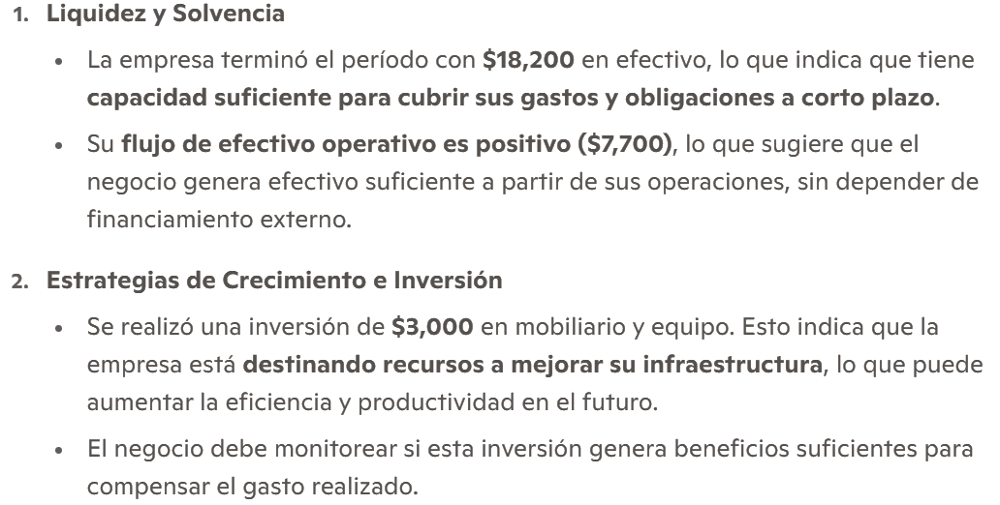 1. Liquidez y Solvencia
• La empresa terminó el período con $18,200 en efectivo, lo que indica que tiene
capacidad suficiente para cubrir sus gastos y obligaciones a corto plazo.
• Su flujo de efectivo operativo es positivo ($7,700), lo que sugiere que el
negocio genera efectivo suficiente a partir de sus operaciones, sin depender de
financiamiento externo.
2. Estrategias de Crecimiento e Inversión
• Se realizó una inversión de $3,000 en mobiliario y equipo. Esto indica que la
empresa está destinando recursos a mejorar su infraestructura, lo que puede
aumentar la eficiencia y productividad en el futuro.
• El negocio debe monitorear si esta inversión genera beneficios suficientes para
compensar el gasto realizado.